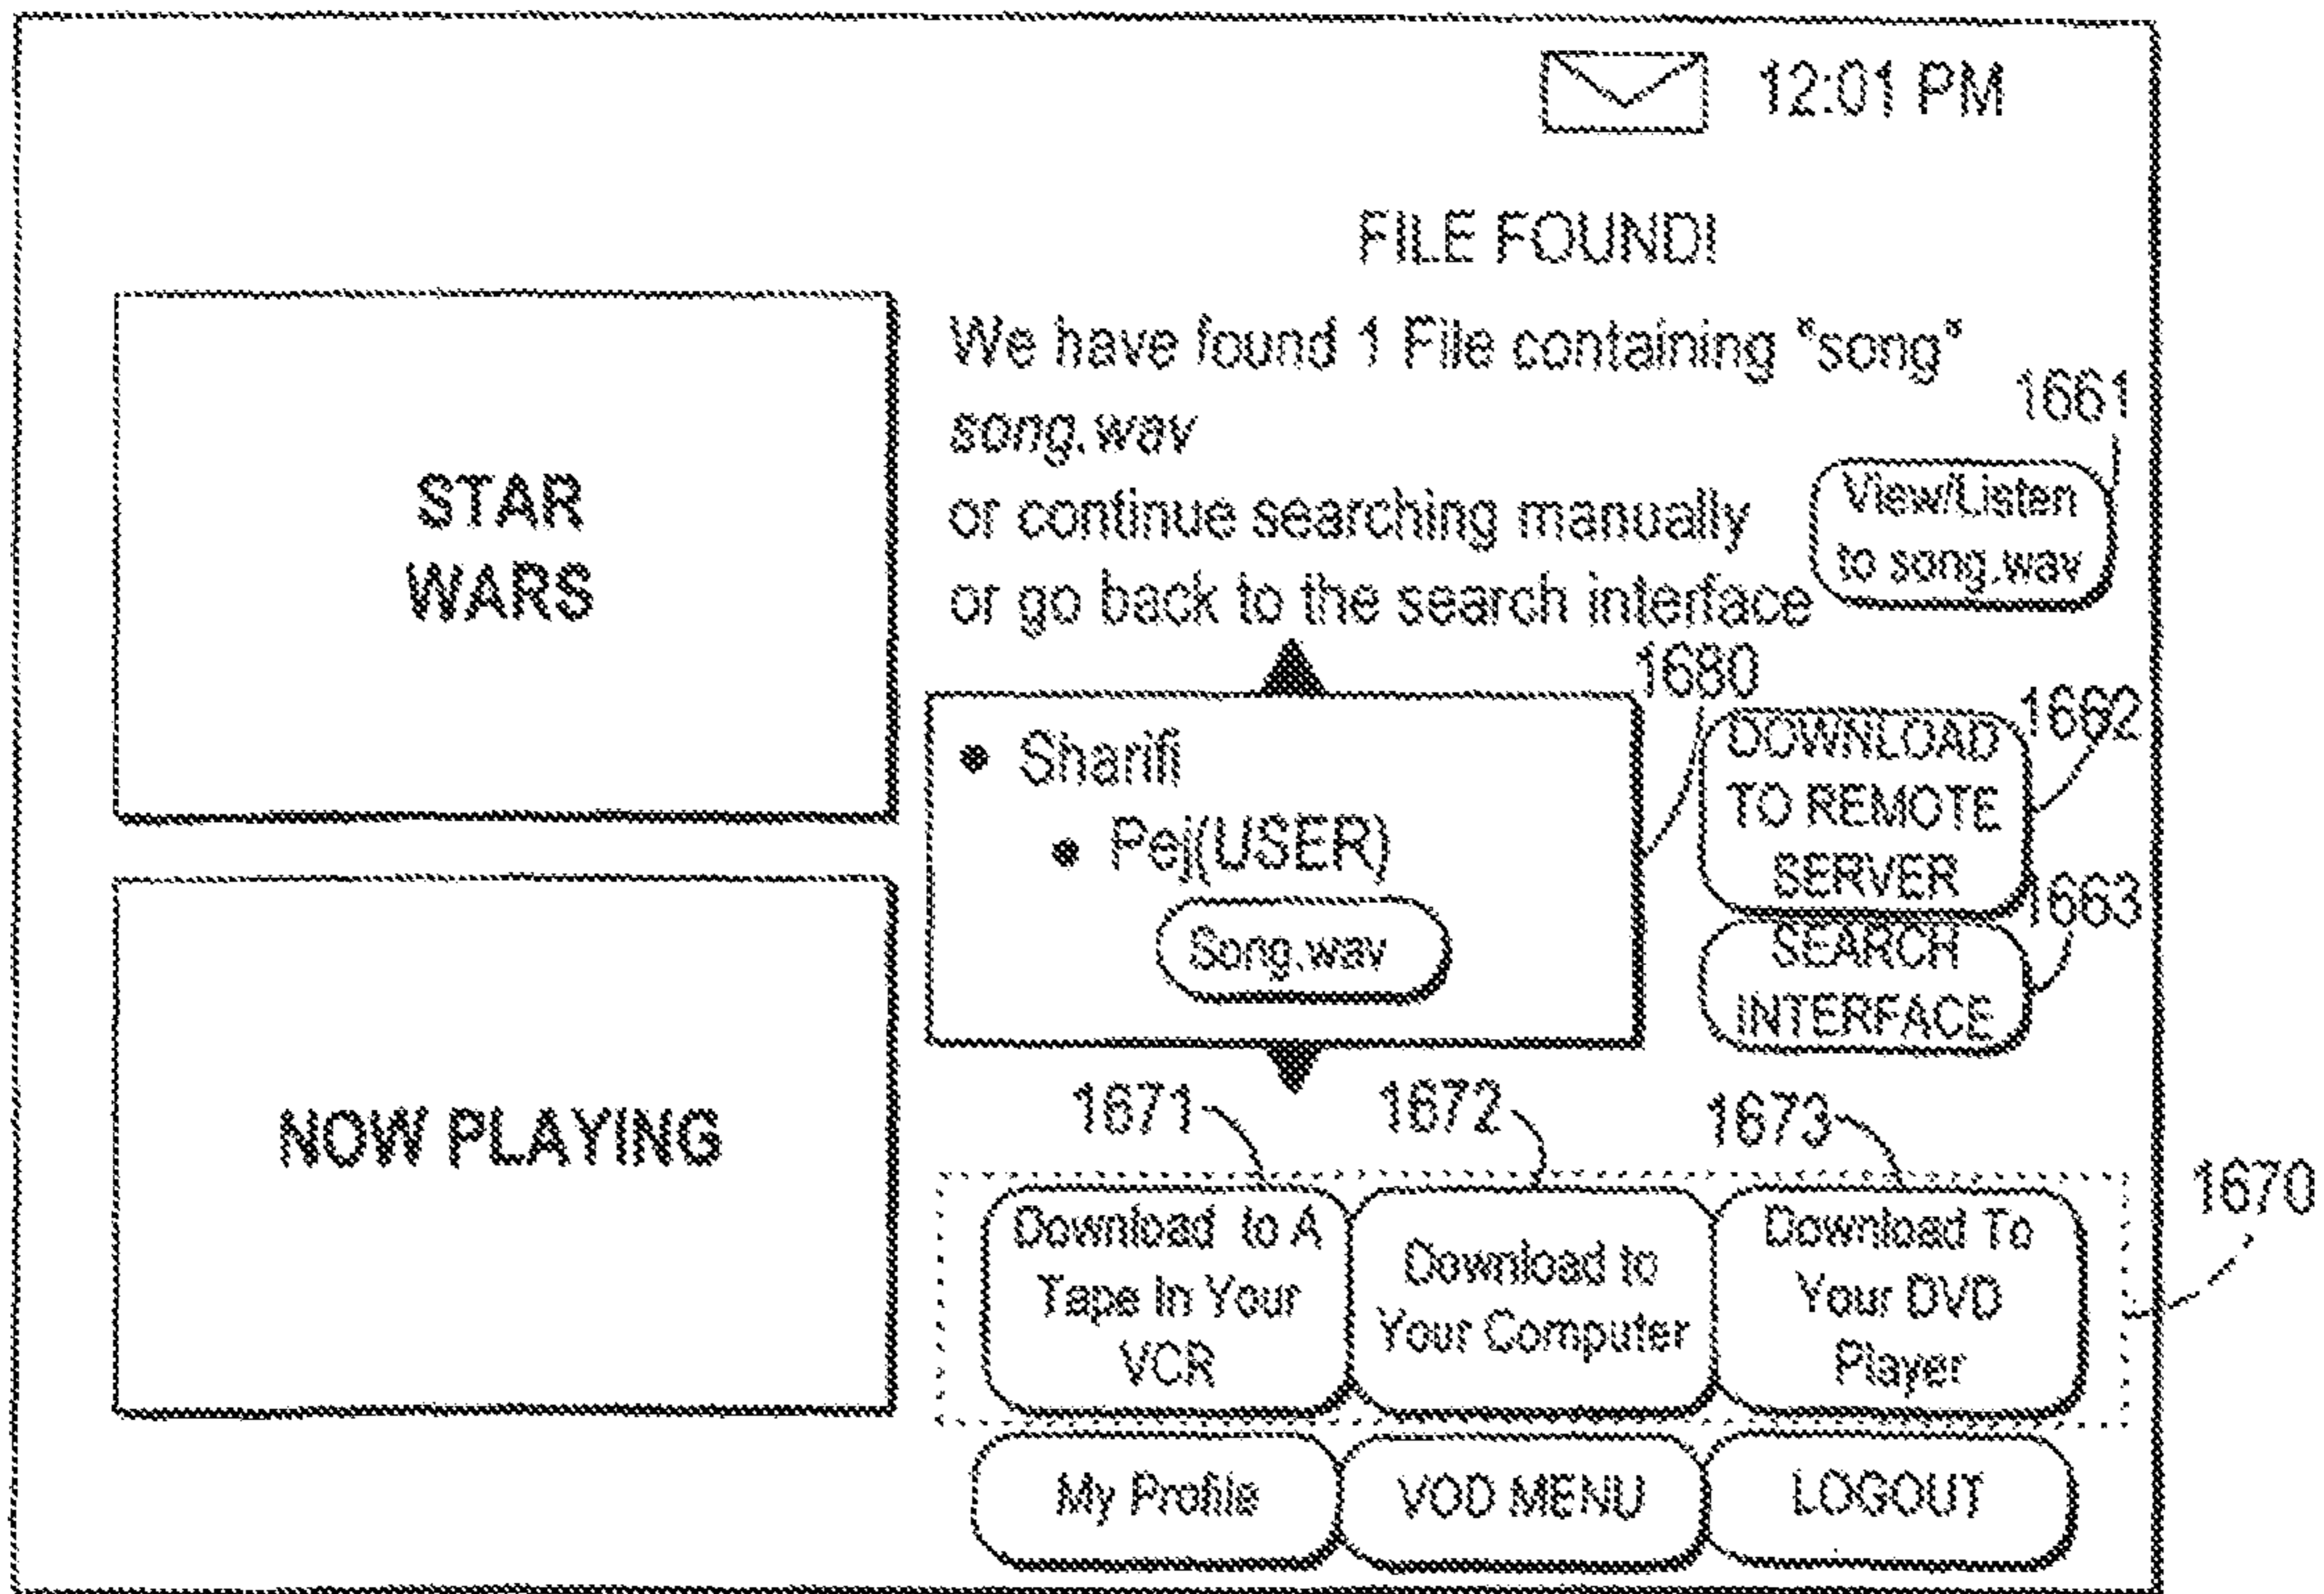 12:01 PM
FILE FOUND!
STAR
WARS
We have found 1 File containing "song"
song.wav
or continue searching manually
or go back to the search interface
1661
View/Listen
to song.wav
1680
• Sharifi
• Pej(USER)
Song.wav
1662
DOWNLOAD
TO REMOTE
SERVER
1663
SEARCH
INTERFACE
NOW PLAYING
1671
1672
1673
1670
Download to A
Tape In Your
VCR
Download to
Your Computer
Download To
Your DVD
Player
My Profile
VOD MENU
LOGOUT